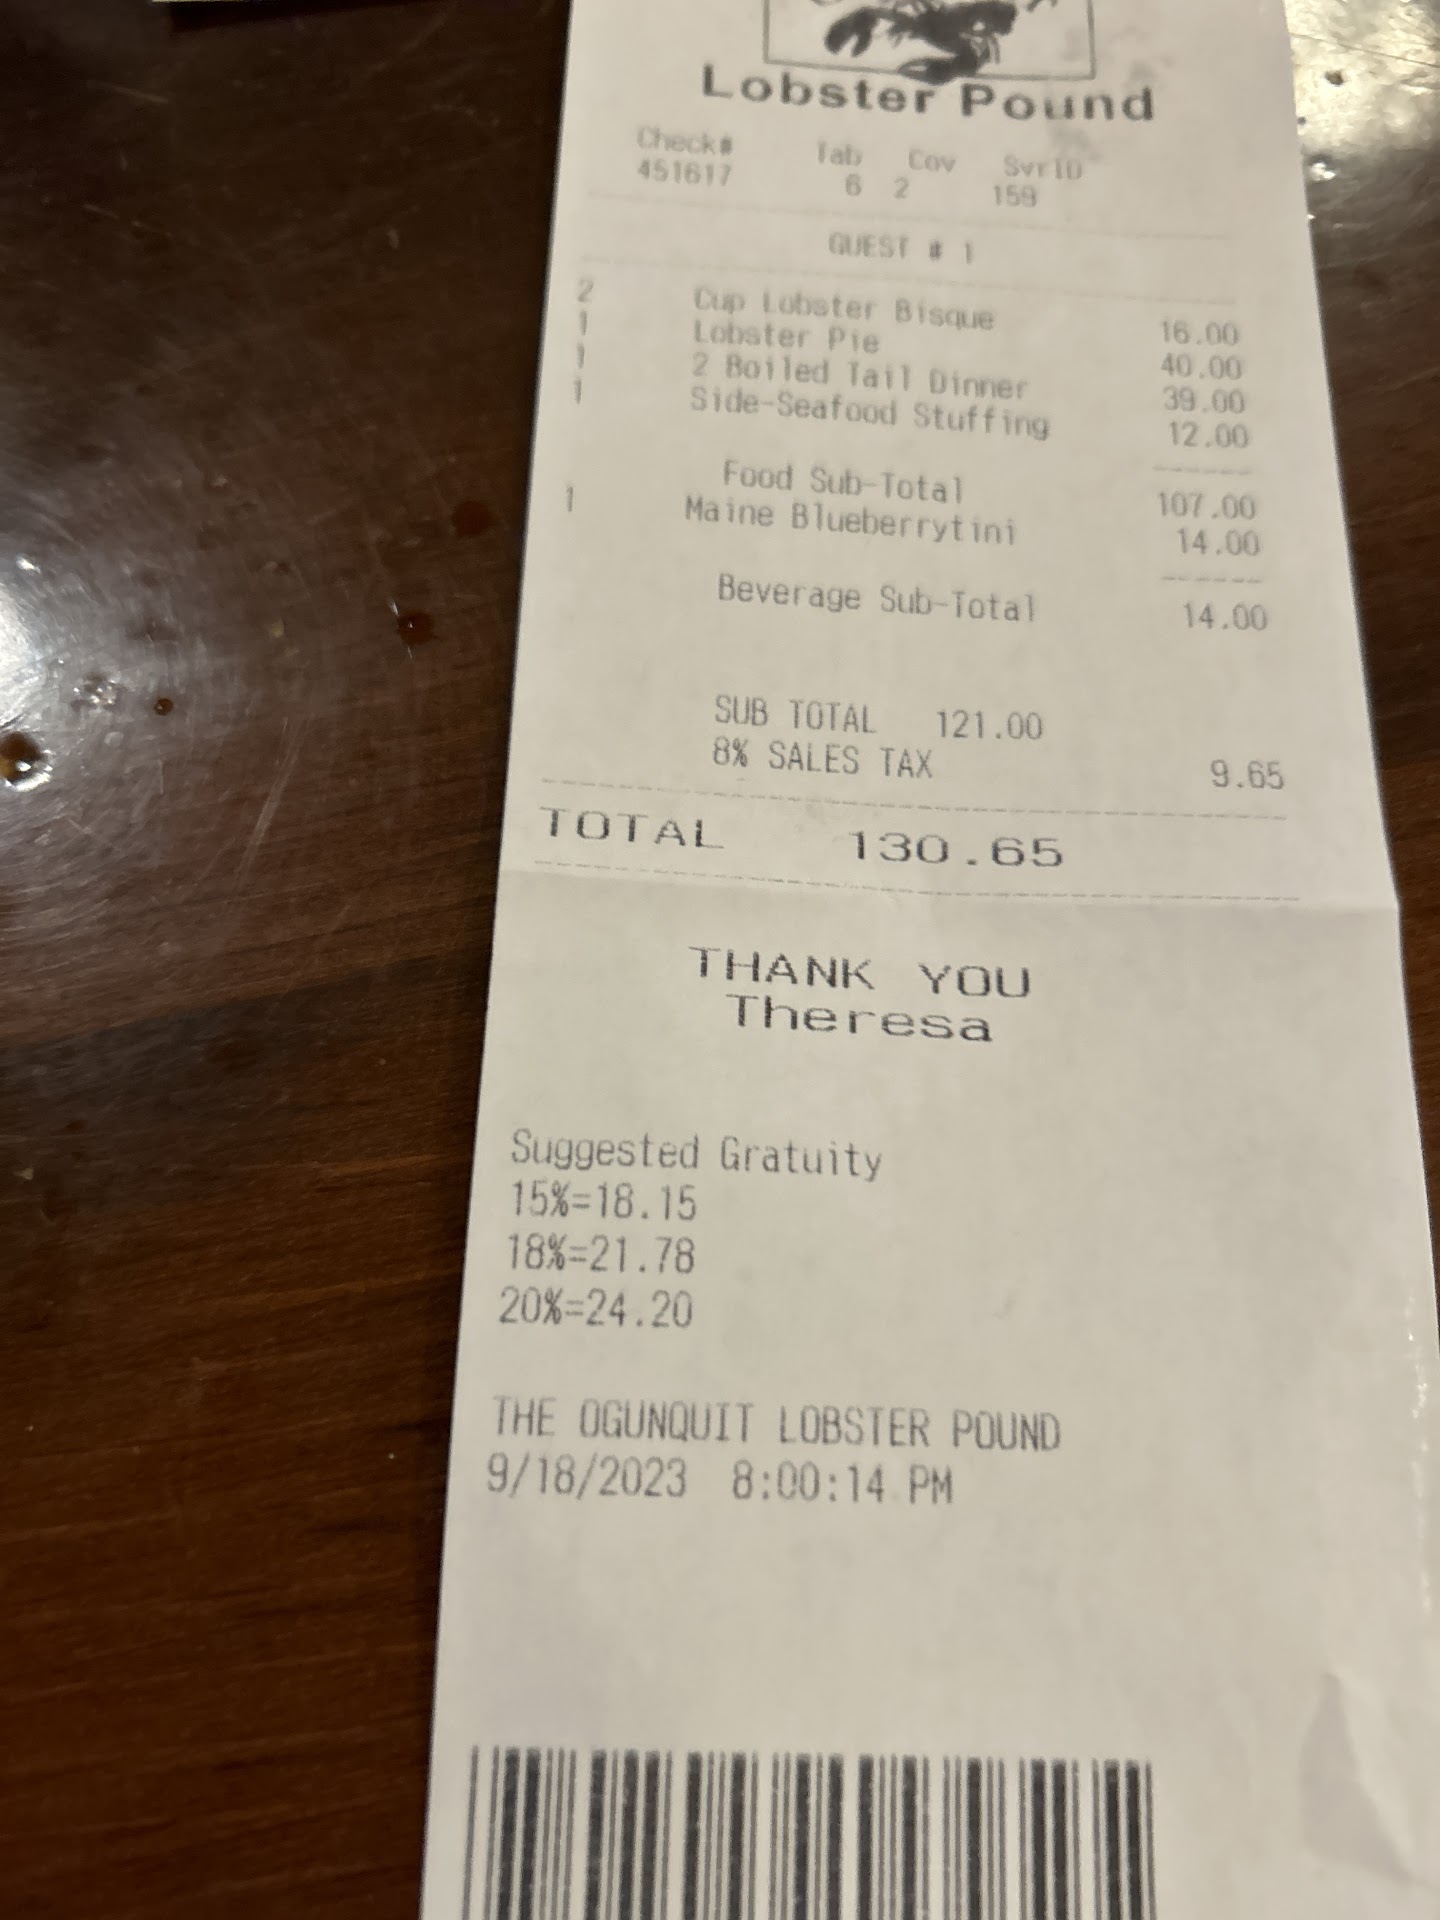 Lobster Pound
Check# Tab Cov SvrID
451617 6 2 159
GUEST # 1
2 Cup Lobster Bisque 16.00
1 Lobster Pie 40.00
1 2 Boiled Tail Dinner 39.00
1 Side-Seafood Stuffing 12.00
Food Sub-Total 107.00
1 Maine Blueberrytini 14.00
Beverage Sub-Total 14.00
SUB TOTAL 121.00
8% SALES TAX 9.65
TOTAL 130.65
THANK YOU
Theresa
Suggested Gratuity
15%=18.15
18%=21.78
20%=24.20
THE OGUNQUIT LOBSTER POUND
9/18/2023 8:00:14 PM